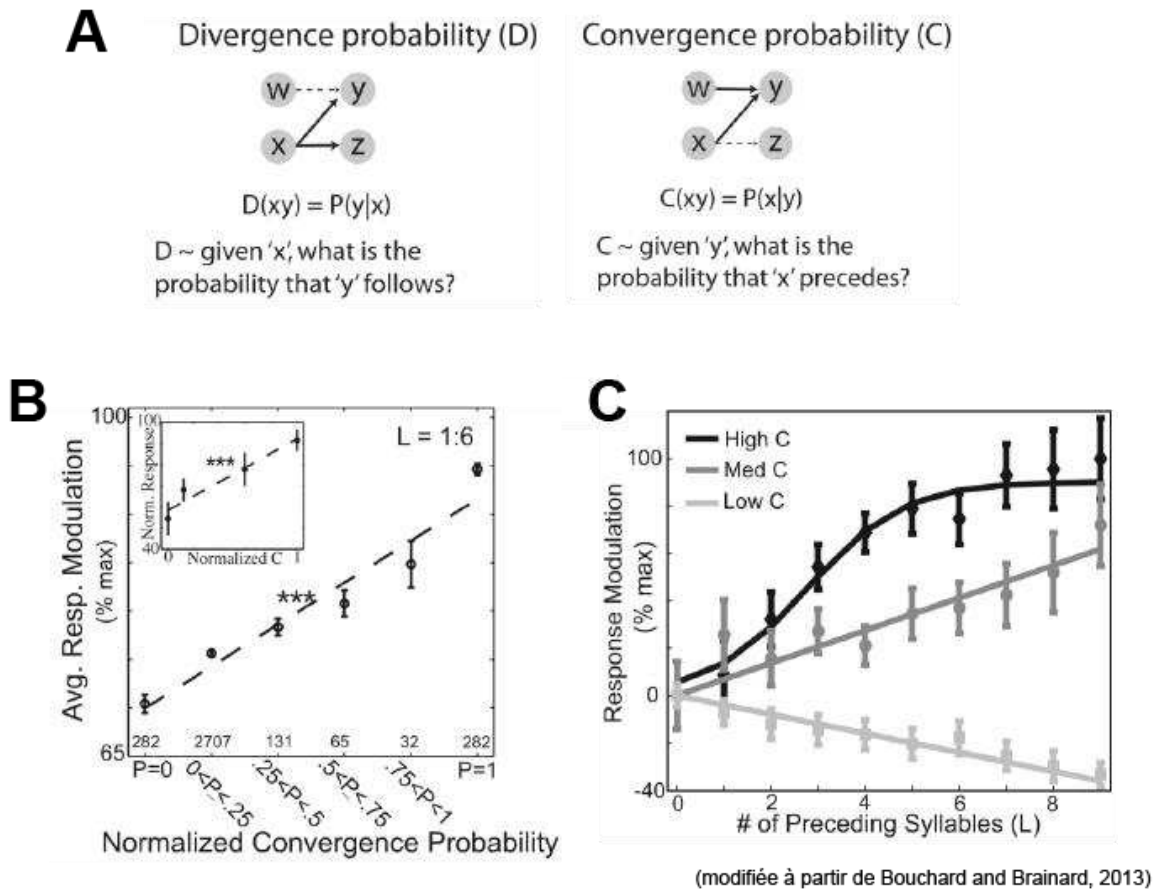 A
Divergence probability (D)
w y
x z
D(xy) = P(y|x)
D ~ given 'x', what is the
probability that 'y' follows?
Convergence probability (C)
w y
x z
C(xy) = P(x|y)
C ~ given 'y', what is the
probability that 'x' precedes?
B
Avg. Resp. Modulation
(% max)
100
65
L = 1:6
Norm. Response
100
40
***
0 1
Normalized C
***
282 2707 131 65 32 282
P=0 0<P<.25 .25<P<.5 .5<P<.75 .75<P<1 P=1
Normalized Convergence Probability
C
Response Modulation
(% max)
High C
Med C
Low C
100
0
-40
0 2 4 6 8
# of Preceding Syllables (L)
(modifiée à partir de Bouchard and Brainard, 2013)